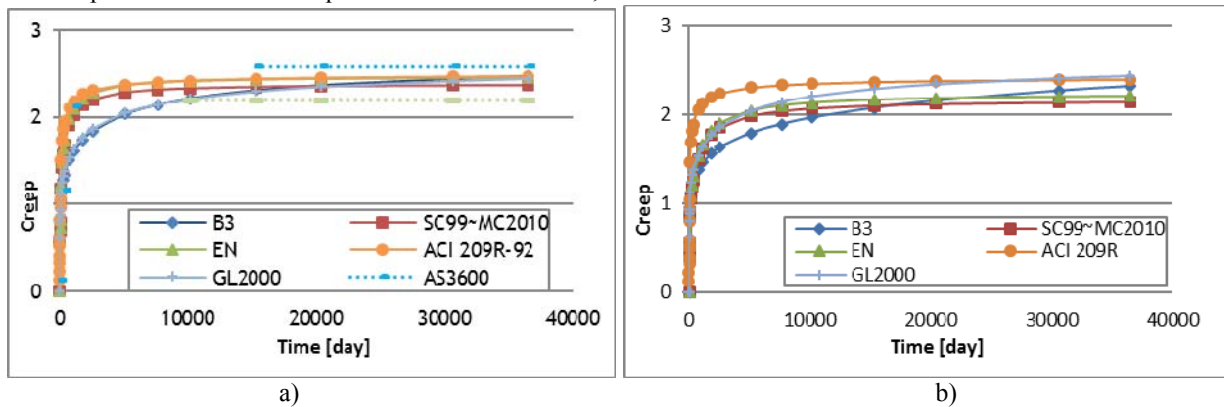 3
2
1
0
Creep
B3
SC99~MC2010
EN
ACI 209R-92
GL2000
AS3600
0 10000 20000 30000 40000
Time [day]
a)
3
2
1
0
Creep
B3
SC99~MC2010
EN
ACI 209R
GL2000
0 10000 20000 30000 40000
Time [day]
b)